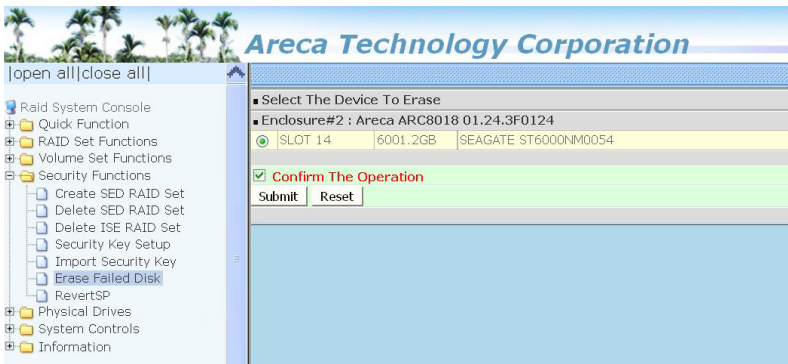 Areca Technology Corporation
|open all|close all|
Raid System Console
Quick Function
RAID Set Functions
Volume Set Functions
Security Functions
Create SED RAID Set
Delete SED RAID Set
Delete ISE RAID Set
Security Key Setup
Import Security Key
Erase Failed Disk
RevertSP
Physical Drives
System Controls
Information
Select The Device To Erase
Enclosure#2 : Areca ARC8018 01.24.3F0124
SLOT 14 6001.2GB SEAGATE ST6000NM0054
Confirm The Operation
Submit Reset